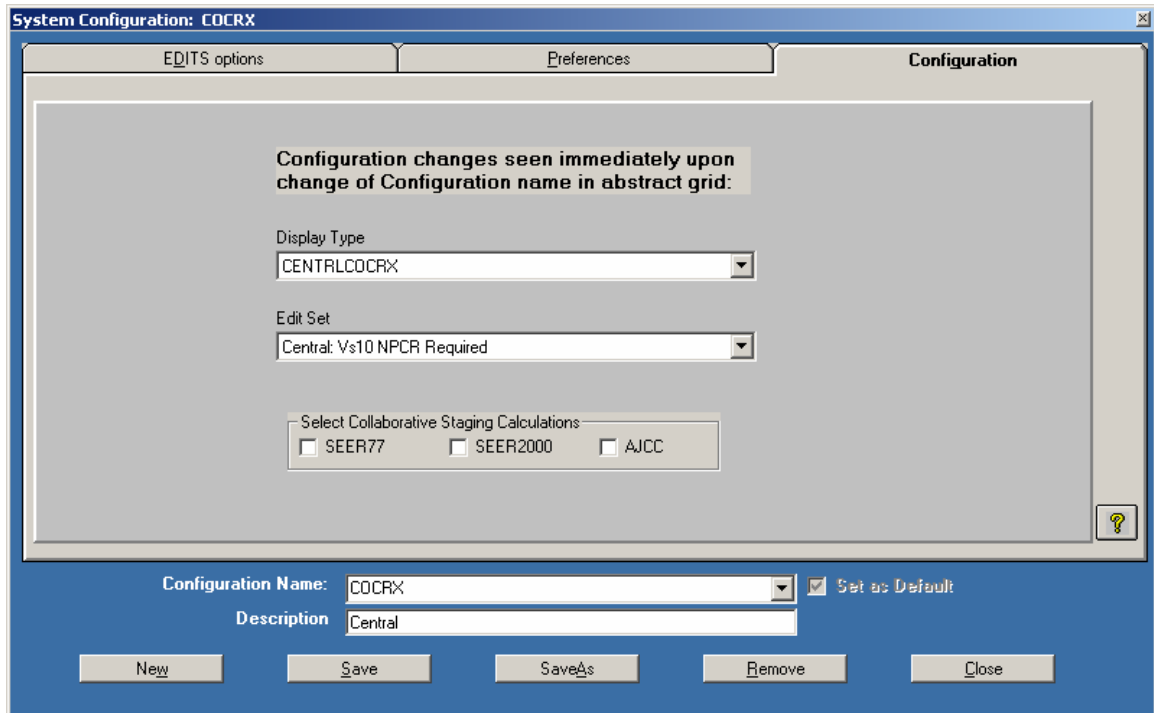 System Configuration: COCRX
EDITS options
Preferences
Configuration
Configuration changes seen immediately upon
change of Configuration name in abstract grid:
Display Type
CENTRLCOCRX
Edit Set
Central: Vs10 NPCR Required
Select Collaborative Staging Calculations
SEER77 SEER2000 AJCC
Configuration Name: COCRX Set as Default
Description Central
New Save SaveAs Remove Close